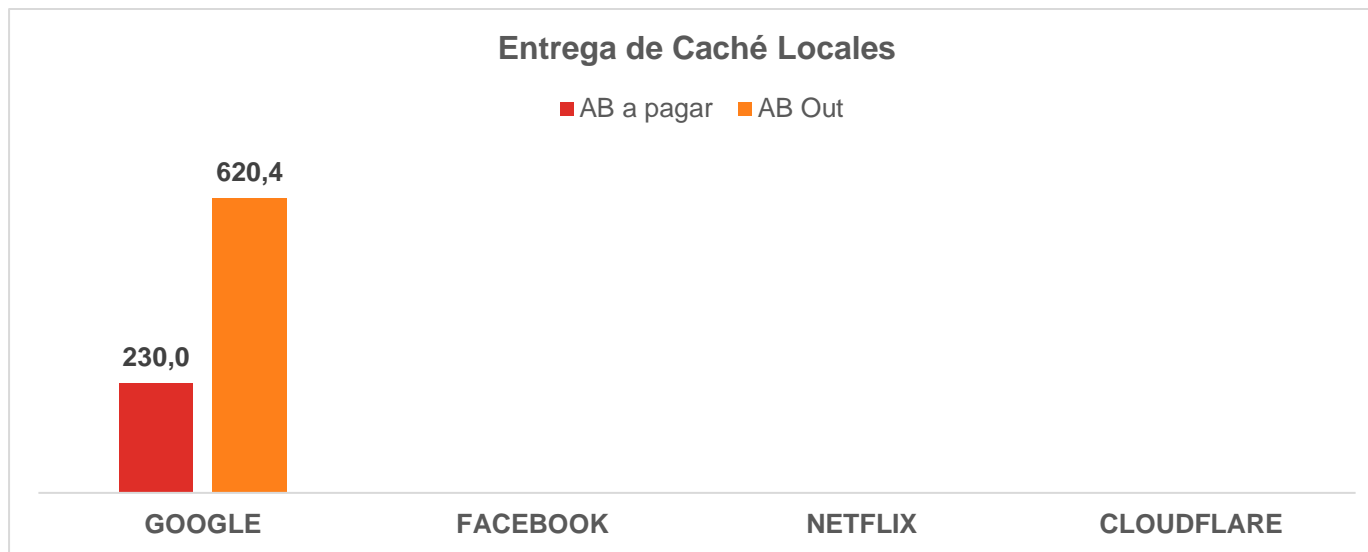 Entrega de Caché Locales
AB a pagar AB Out
620,4
230,0
GOOGLE FACEBOOK NETFLIX CLOUDFLARE